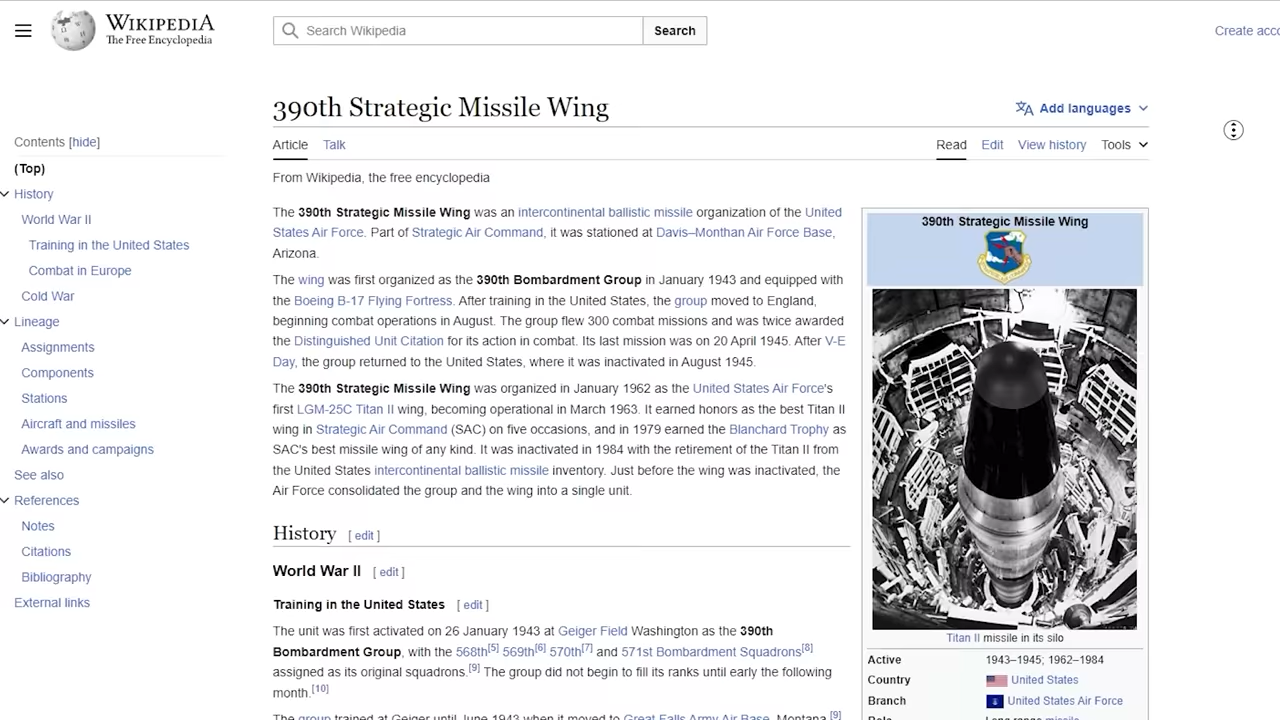 WIKIPEDIA
The Free Encyclopedia
Search Wikipedia
Search
Create acco
390th Strategic Missile Wing
Add languages
Article Talk
Read Edit View history Tools
From Wikipedia, the free encyclopedia
Contents [hide]
(Top)
History
World War II
Training in the United States
Combat in Europe
Cold War
Lineage
Assignments
Components
Stations
Aircraft and missiles
Awards and campaigns
See also
References
Notes
Citations
Bibliography
External links
The 390th Strategic Missile Wing was an intercontinental ballistic missile organization of the United
States Air Force. Part of Strategic Air Command, it was stationed at Davis–Monthan Air Force Base,
Arizona.
The wing was first organized as the 390th Bombardment Group in January 1943 and equipped with
the Boeing B-17 Flying Fortress. After training in the United States, the group moved to England,
beginning combat operations in August. The group flew 300 combat missions and was twice awarded
the Distinguished Unit Citation for its action in combat. Its last mission was on 20 April 1945. After V-E
Day, the group returned to the United States, where it was inactivated in August 1945.
The 390th Strategic Missile Wing was organized in January 1962 as the United States Air Force's
first LGM-25C Titan II wing, becoming operational in March 1963. It earned honors as the best Titan II
wing in Strategic Air Command (SAC) on five occasions, and in 1979 earned the Blanchard Trophy as
SAC's best missile wing of any kind. It was inactivated in 1984 with the retirement of the Titan II from
the United States intercontinental ballistic missile inventory. Just before the wing was inactivated, the
Air Force consolidated the group and the wing into a single unit.
History [ edit ]
World War II [ edit ]
Training in the United States [ edit ]
The unit was first activated on 26 January 1943 at Geiger Field Washington as the 390th
Bombardment Group, with the 568th[5] 569th[6] 570th[7] and 571st Bombardment Squadrons[8]
assigned as its original squadrons.[9] The group did not begin to fill its ranks until early the following
month.[10]
The group trained at Geiger until June 1943 when it moved to Great Falls Army Air Base, Montana.[9]
390th Strategic Missile Wing
Titan II missile in its silo
Active 1943–1945; 1962–1984
Country United States
Branch United States Air Force
Role Long range missile